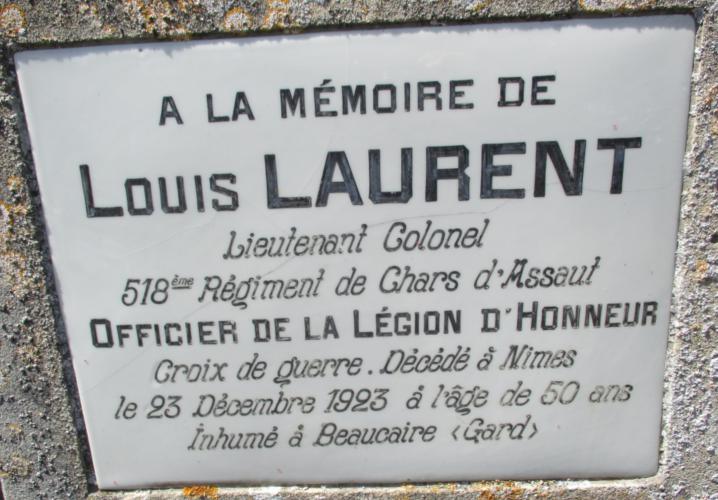 A LA MÉMOIRE DE
LOUIS LAURENT
Lieutenant Colonel
518ème Régiment de Chars d'Assaut
OFFICIER DE LA LÉGION D'HONNEUR
Croix de guerre. Décédé à Nimes
le 23 Décembre 1923 à l'âge de 50 ans
Inhumé à Beaucaire <Gard>